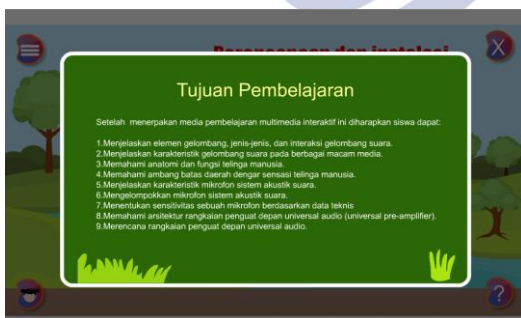 Perencanaan dan instalasi
X
Tujuan Pembelajaran
Setelah menerpakan media pembelajaran multimedia interaktif ini diharapkan siswa dapat:
1.Menjelaskan elemen gelombang, jenis-jenis, dan interaksi gelombang suara.
2.Menjelaskan karakteristik gelombang suara pada berbagai macam media.
3.Memahami anatomi dan fungsi telinga manusia.
4.Memahami ambang batas daerah dengar sensasi telinga manusia.
5.Menjelaskan karakteristik mikrofon sistem akustik suara.
6.Mengelompokkan mikrofon sistem akustik suara.
7.Menentukan sensitivitas sebuah mikrofon berdasarkan data teknis
8.Memahami arsitektur rangkaian penguat depan universal audio (universal pre-amplifier).
9.Merencana rangkaian penguat depan universal audio.
?